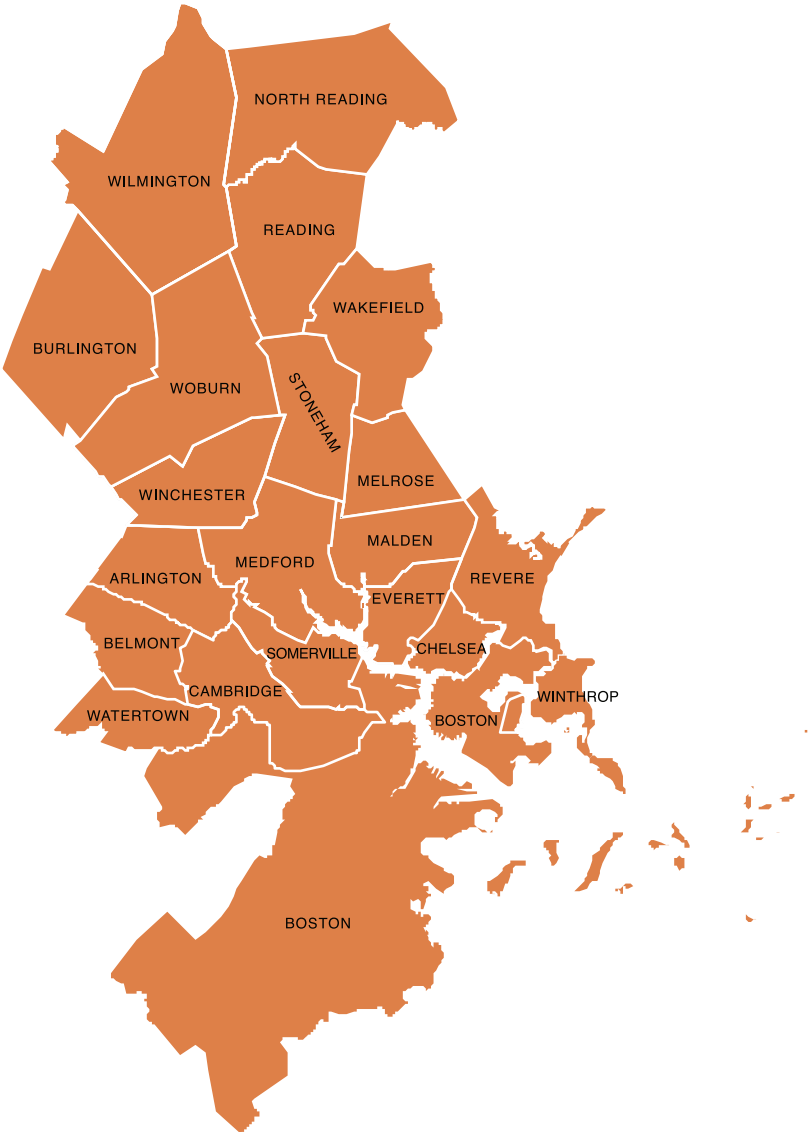 NORTH READING
WILMINGTON
READING
WAKEFIELD
BURLINGTON
WOBURN
STONEHAM
MELROSE
WINCHESTER
MALDEN
MEDFORD
ARLINGTON
REVERE
EVERETT
BELMONT
CHELSEA
SOMERVILLE
CAMBRIDGE
WINTHROP
WATERTOWN
BOSTON
BOSTON